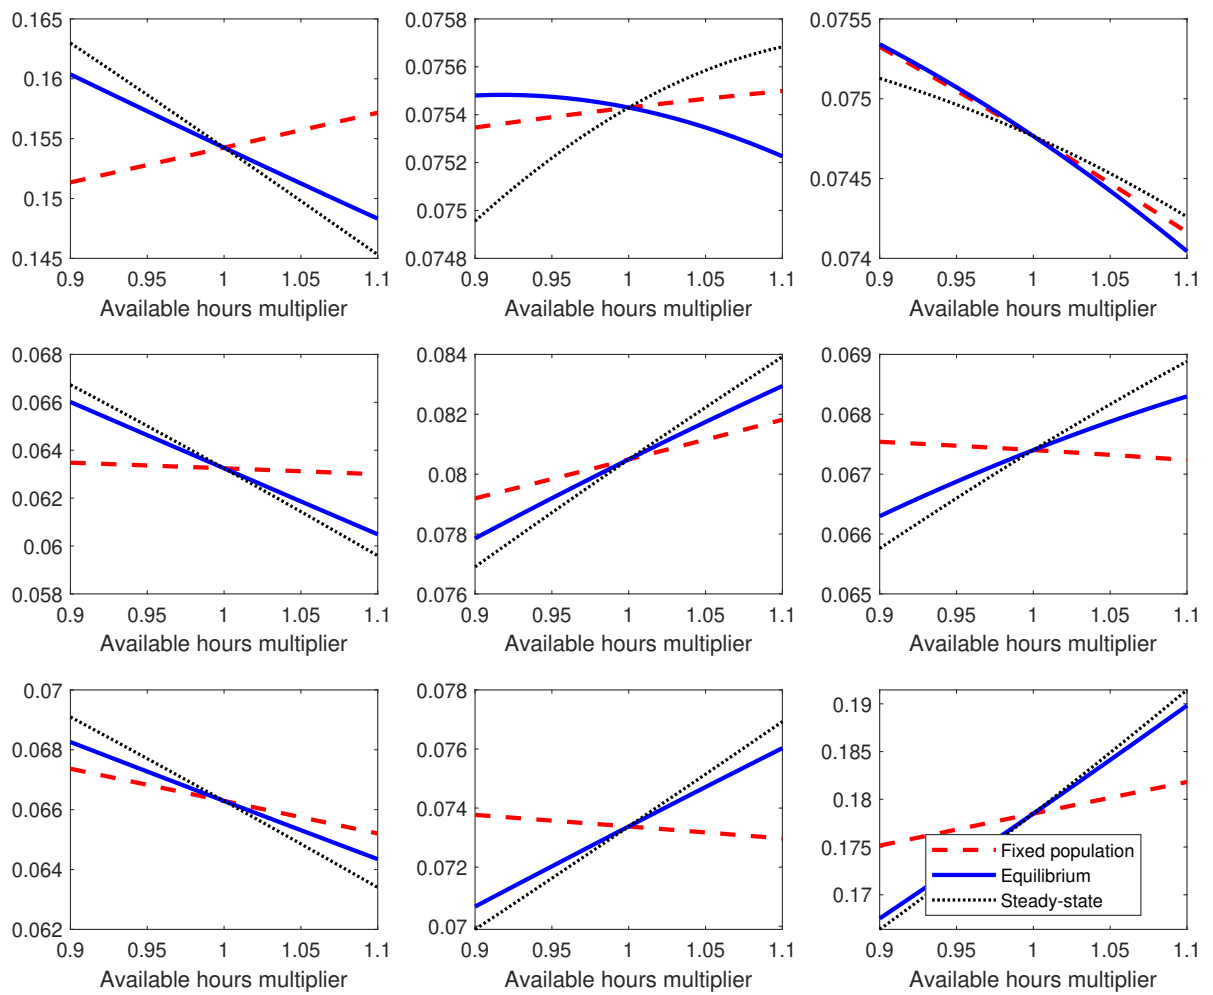 0.165
0.16
0.155
0.15
0.145
0.9 0.95 1 1.05 1.1
Available hours multiplier
0.0758
0.0756
0.0754
0.0752
0.075
0.0748
0.9 0.95 1 1.05 1.1
Available hours multiplier
0.0755
0.075
0.0745
0.074
0.9 0.95 1 1.05 1.1
Available hours multiplier
0.068
0.066
0.064
0.062
0.06
0.058
0.9 0.95 1 1.05 1.1
Available hours multiplier
0.084
0.082
0.08
0.078
0.076
0.9 0.95 1 1.05 1.1
Available hours multiplier
0.069
0.068
0.067
0.066
0.065
0.9 0.95 1 1.05 1.1
Available hours multiplier
0.07
0.068
0.066
0.064
0.062
0.9 0.95 1 1.05 1.1
Available hours multiplier
0.078
0.076
0.074
0.072
0.07
0.9 0.95 1 1.05 1.1
Available hours multiplier
0.19
0.185
0.18
0.175
0.17
Fixed population
Equilibrium
Steady-state
0.9 0.95 1 1.05 1.1
Available hours multiplier